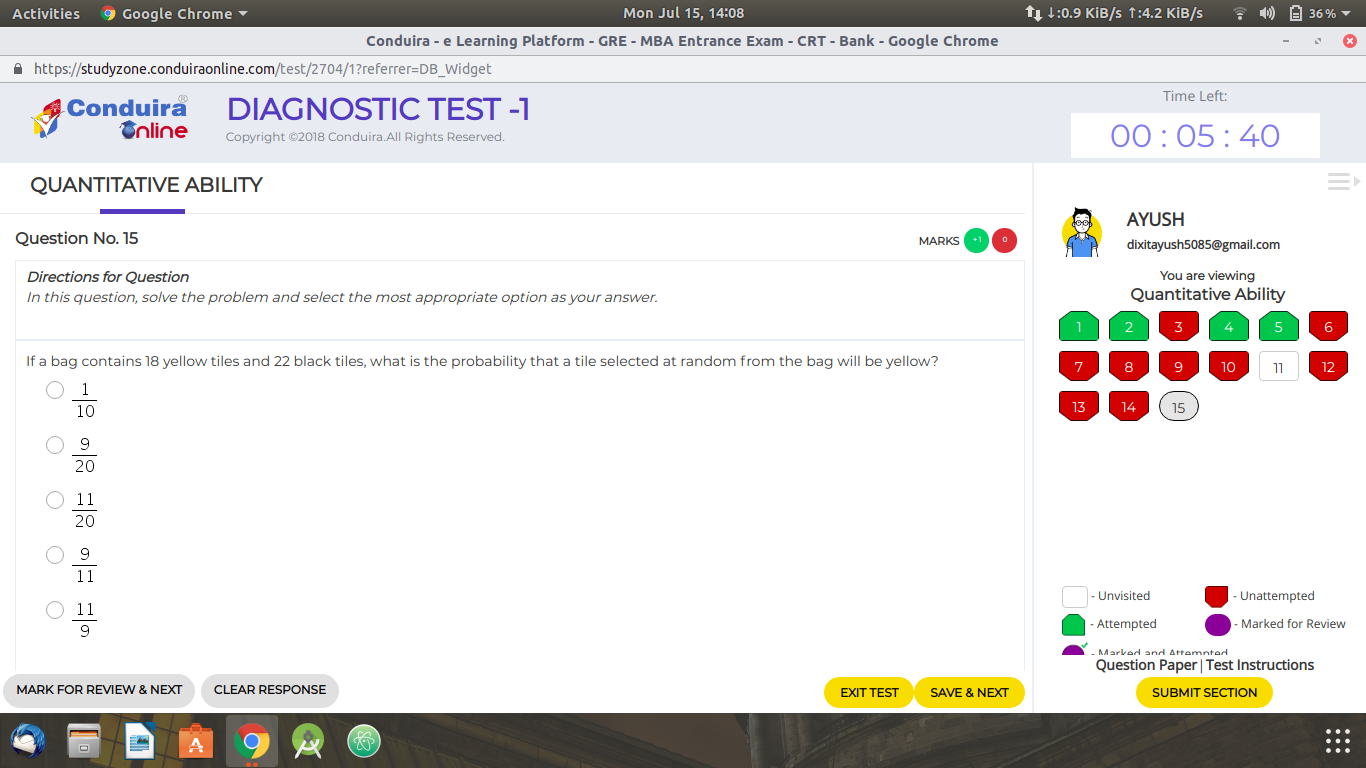 Activities Google Chrome Mon Jul 15, 14:08 ↓:0.9 KiB/s ↑:4.2 KiB/s 36%
Conduira - e Learning Platform - GRE - MBA Entrance Exam - CRT - Bank - Google Chrome
https://studyzone.conduiraonline.com/test/2704/1?referrer=DB_Widget
Conduira®
Online
DIAGNOSTIC TEST -1
Copyright ©2018 Conduira.All Rights Reserved.
Time Left:
00 : 05 : 40
QUANTITATIVE ABILITY
Question No. 15
MARKS +1 0
Directions for Question
In this question, solve the problem and select the most appropriate option as your answer.
If a bag contains 18 yellow tiles and 22 black tiles, what is the probability that a tile selected at random from the bag will be yellow?
1
10
9
20
11
20
9
11
11
9
MARK FOR REVIEW & NEXT CLEAR RESPONSE EXIT TEST SAVE & NEXT
AYUSH
dixitayush5085@gmail.com
You are viewing
Quantitative Ability
1 2 3 4 5 6
7 8 9 10 11 12
13 14 15
- Unvisited - Unattempted
- Attempted - Marked for Review
- Marked and Attempted
Question Paper | Test Instructions
SUBMIT SECTION